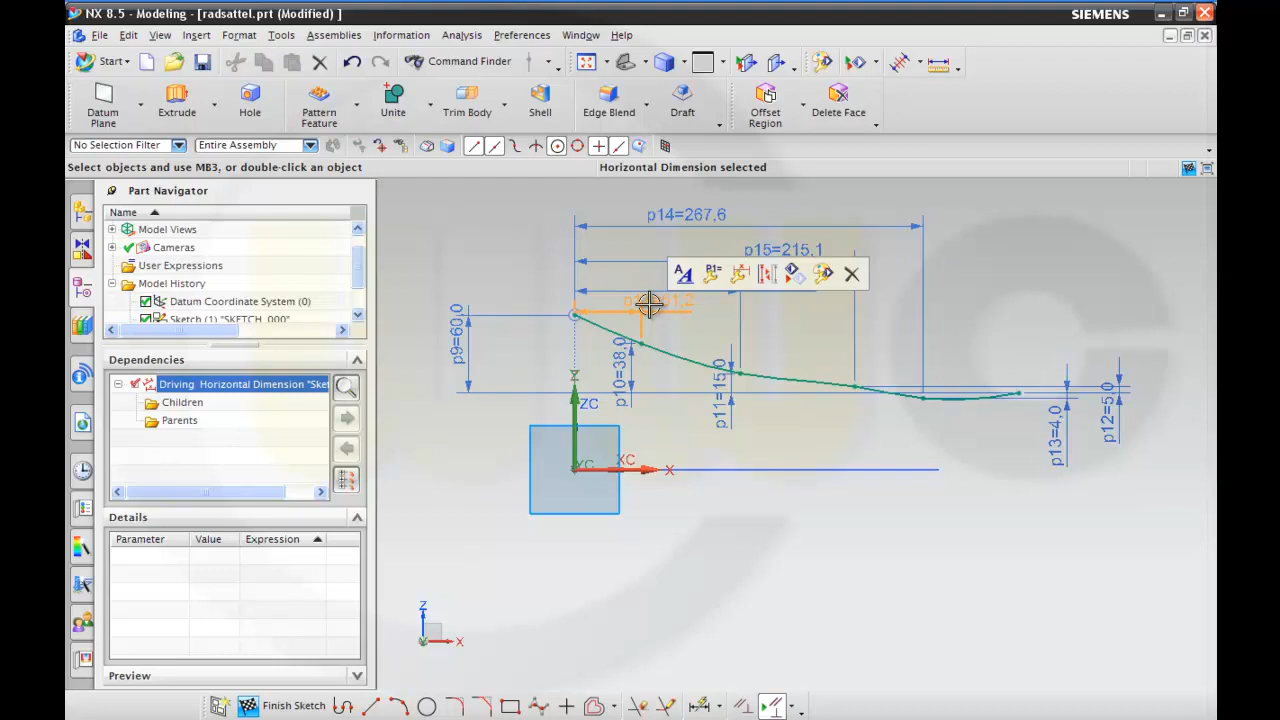 NX 8.5 - Modeling - [radsattel.prt (Modified) ]
SIEMENS
File Edit View Insert Format Tools Assemblies Information Analysis Preferences Window Help
Start
Command Finder
Datum Plane
Extrude
Hole
Pattern Feature
Unite
Trim Body
Shell
Edge Blend
Draft
Offset Region
Delete Face
No Selection Filter
Entire Assembly
Select objects and use MB3, or double-click an object
Horizontal Dimension selected
Part Navigator
Name
Model Views
Cameras
User Expressions
Model History
Datum Coordinate System (0)
Sketch (1) "SKETCH_000"
Dependencies
Driving Horizontal Dimension "Sket
Children
Parents
Details
Parameter Value Expression
Preview
p14=267,6
p15=215,1
P1=
p9=60,0
p10=38,0
p11=15,0
p13=4,0
p12=5,0
Z
ZC
YC
XC
X
Z
Y
X
Finish Sketch